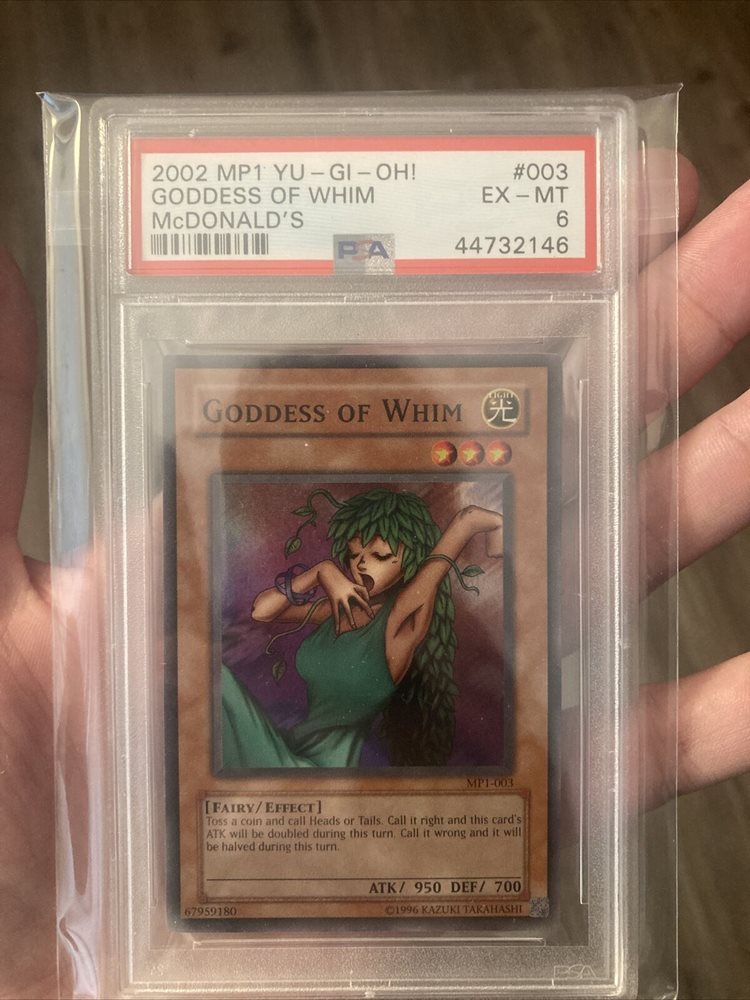 2002 MP1 YU-GI-OH! #003
GODDESS OF WHIM EX-MT
McDONALD'S 6
PSA 44732146
GODDESS OF WHIM
LIGHT
光
MP1-003
[FAIRY/EFFECT]
Toss a coin and call Heads or Tails. Call it right and this card's
ATK will be doubled during this turn. Call it wrong and it will
be halved during this turn.
ATK/ 950 DEF/ 700
67959180 ©1996 KAZUKI TAKAHASHI
PSA